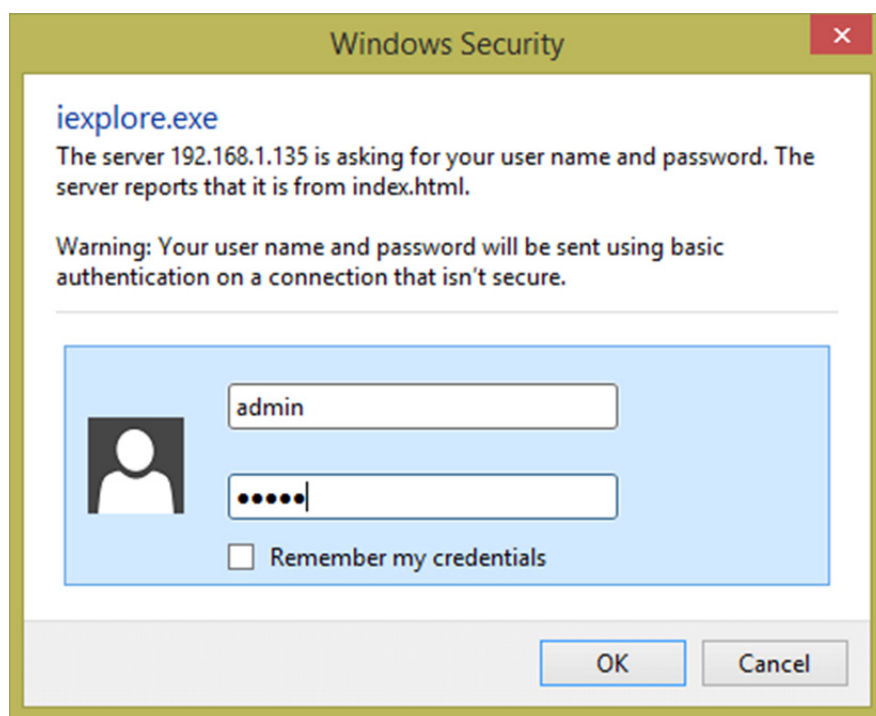 Windows Security
iexplore.exe
The server 192.168.1.135 is asking for your user name and password. The
server reports that it is from index.html.
Warning: Your user name and password will be sent using basic
authentication on a connection that isn't secure.
admin
•••••
Remember my credentials
OK
Cancel